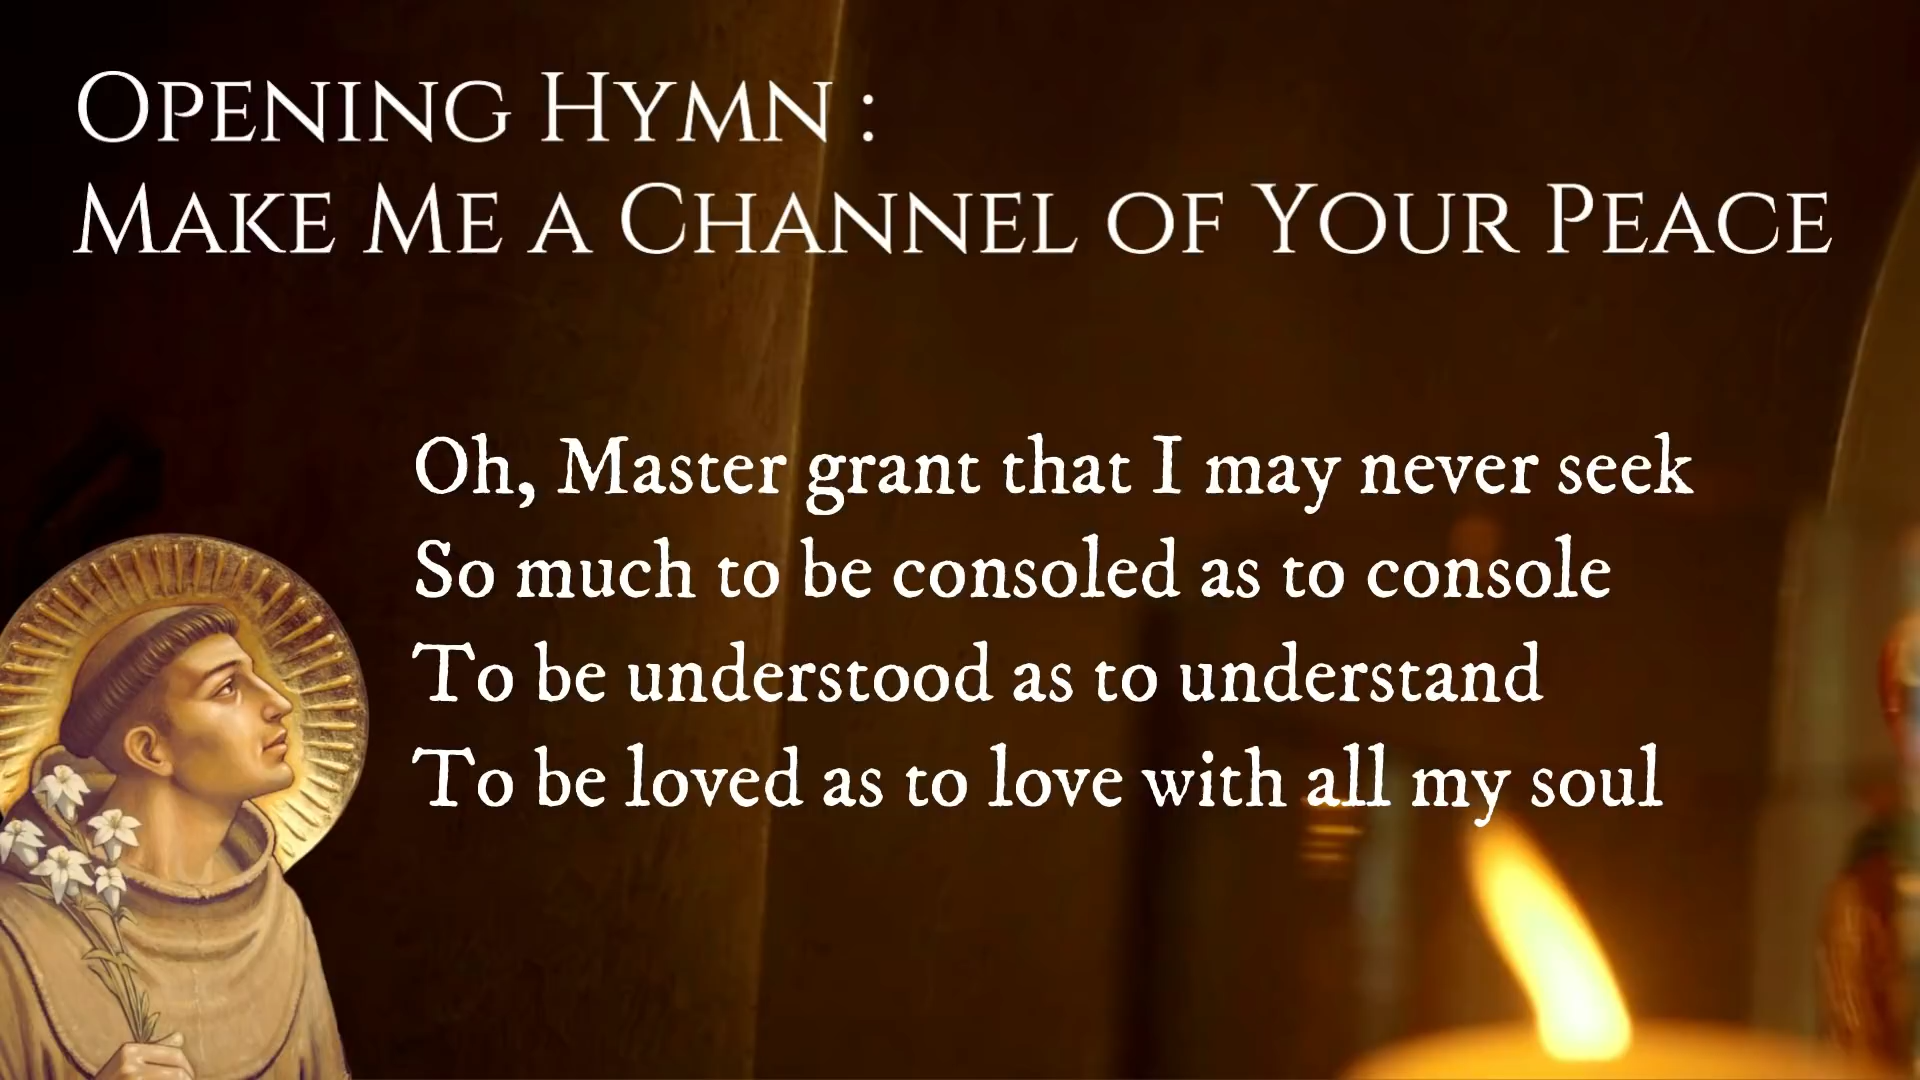 Opening Hymn :
Make Me a Channel of Your Peace
Oh, Master grant that I may never seek
So much to be consoled as to console
To be understood as to understand
To be loved as to love with all my soul